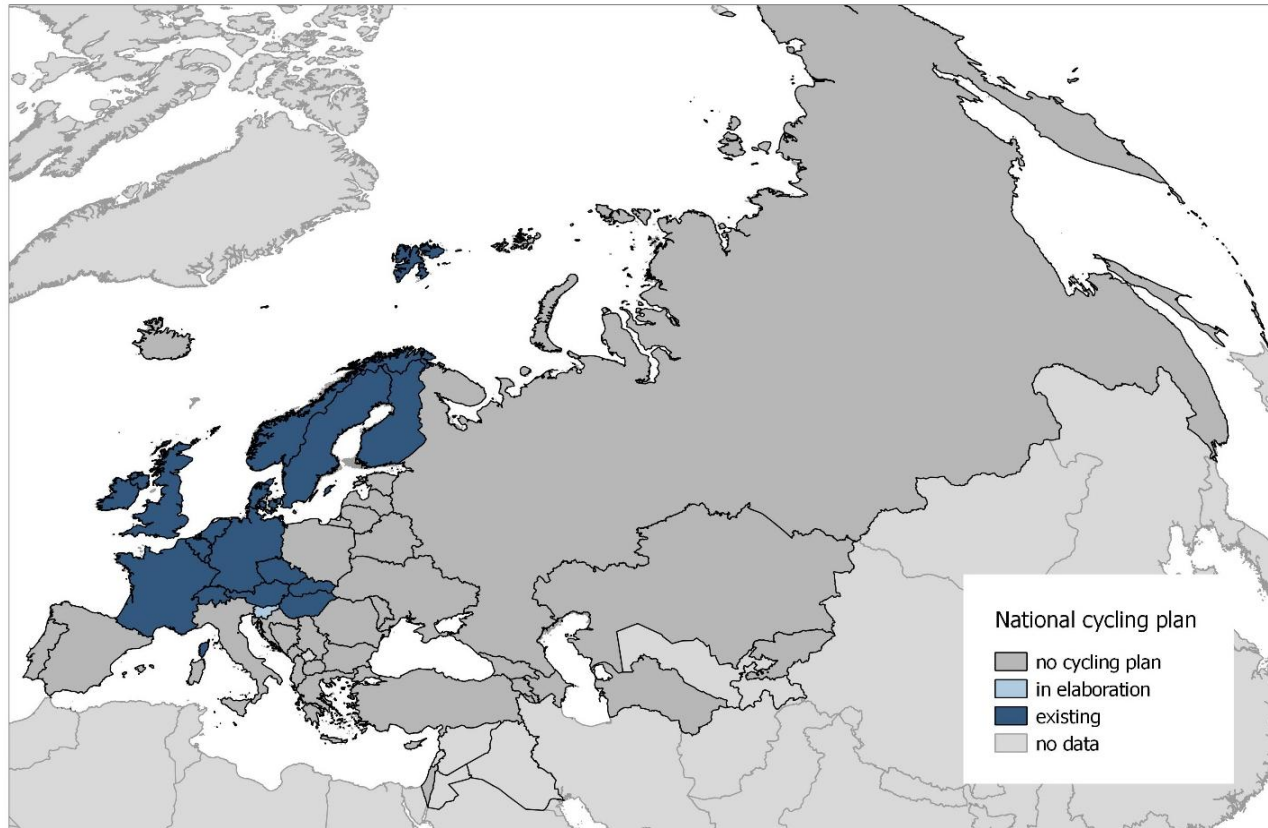 National cycling plan
no cycling plan
in elaboration
existing
no data